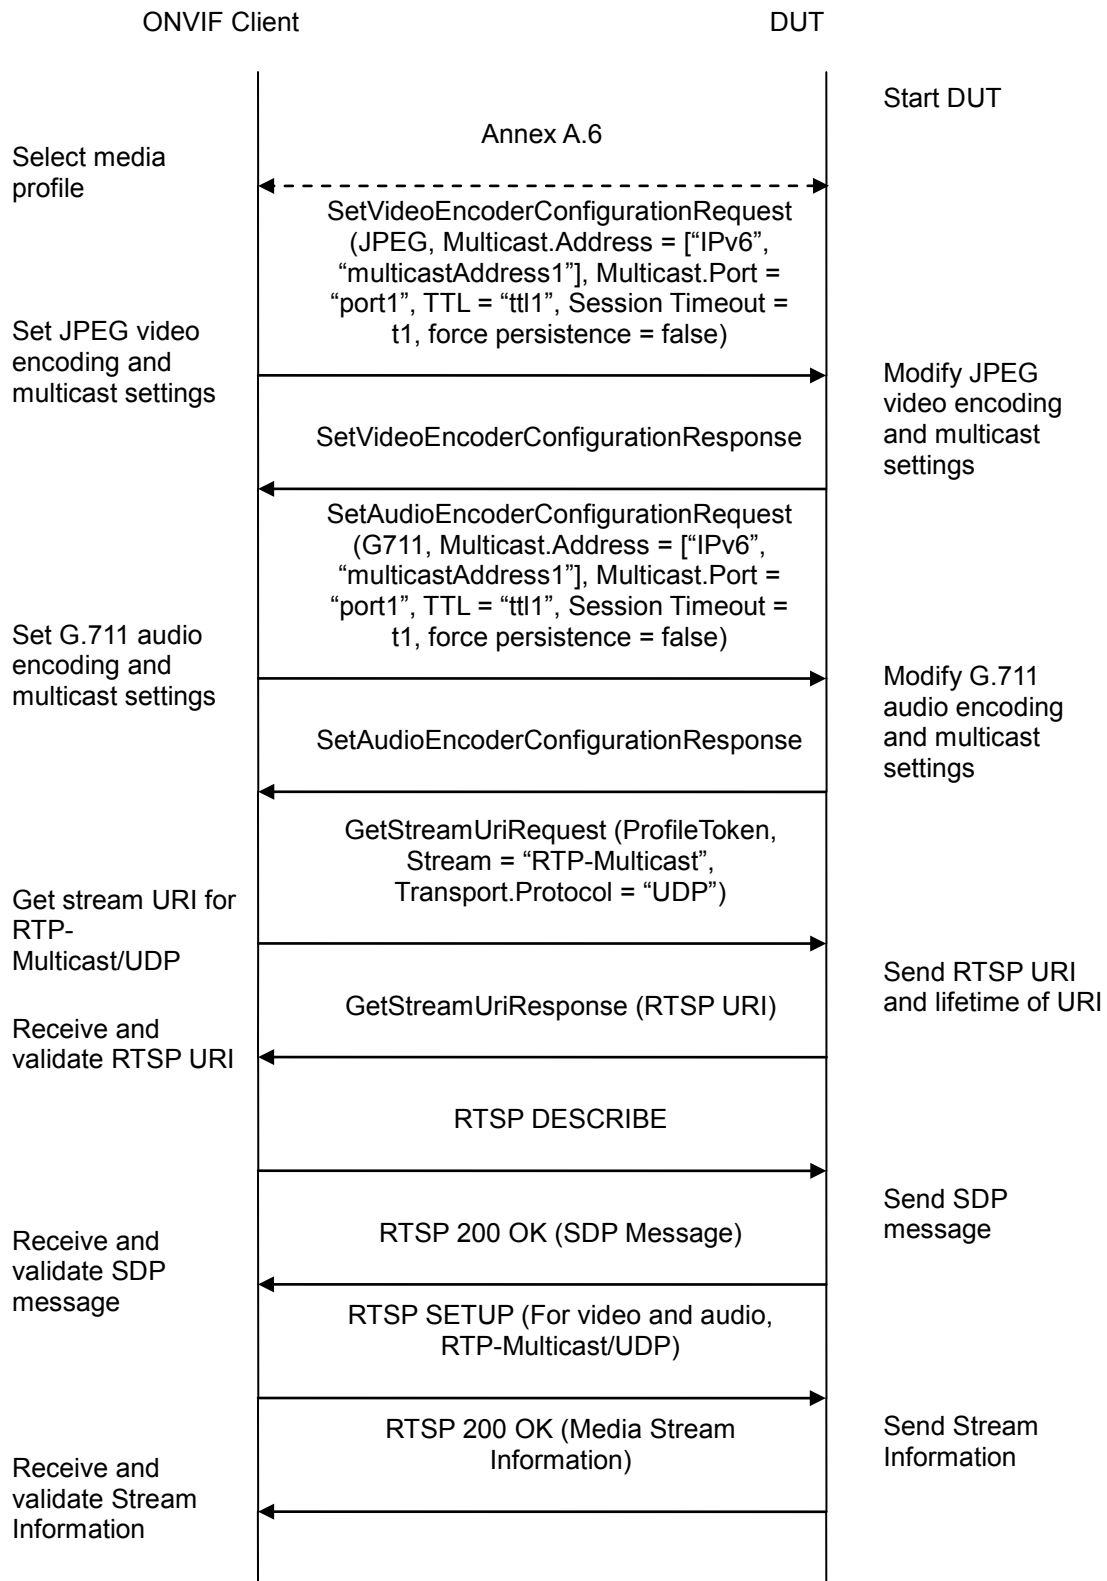 ONVIF Client
DUT
Start DUT
Annex A.6
Select media
profile
SetVideoEncoderConfigurationRequest
(JPEG, Multicast.Address = [“IPv6”,
“multicastAddress1”], Multicast.Port =
“port1”, TTL = “ttl1”, Session Timeout =
t1, force persistence = false)
Set JPEG video
encoding and
multicast settings
Modify JPEG
video encoding
and multicast
settings
SetVideoEncoderConfigurationResponse
SetAudioEncoderConfigurationRequest
(G711, Multicast.Address = [“IPv6”,
“multicastAddress1”], Multicast.Port =
“port1”, TTL = “ttl1”, Session Timeout =
t1, force persistence = false)
Set G.711 audio
encoding and
multicast settings
Modify G.711
audio encoding
and multicast
settings
SetAudioEncoderConfigurationResponse
GetStreamUriRequest (ProfileToken,
Stream = “RTP-Multicast”,
Transport.Protocol = “UDP”)
Get stream URI for
RTP-
Multicast/UDP
Send RTSP URI
and lifetime of URI
GetStreamUriResponse (RTSP URI)
Receive and
validate RTSP URI
RTSP DESCRIBE
Send SDP
message
RTSP 200 OK (SDP Message)
Receive and
validate SDP
message
RTSP SETUP (For video and audio,
RTP-Multicast/UDP)
Send Stream
Information
RTSP 200 OK (Media Stream
Information)
Receive and
validate Stream
Information